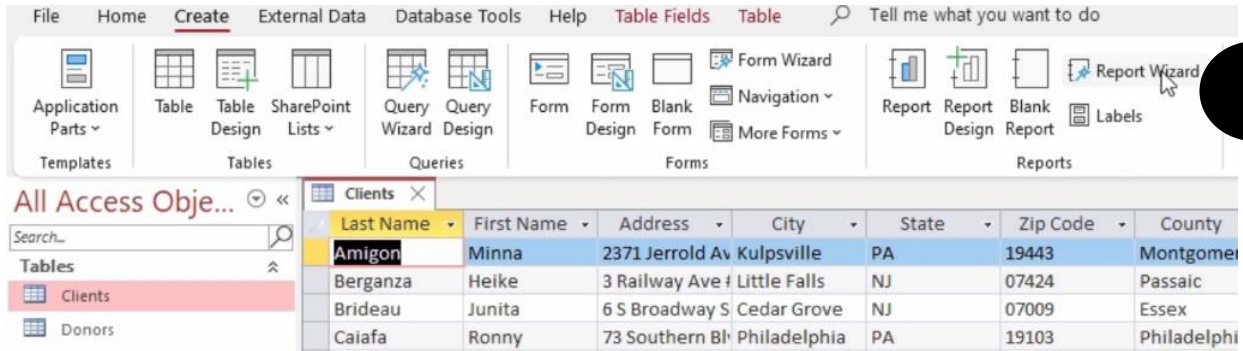 File Home Create External Data Database Tools Help Table Fields Table Tell me what you want to do
Application Parts
Table
Table Design
SharePoint Lists
Query Wizard
Query Design
Form
Form Design
Blank Form
Form Wizard
Navigation
More Forms
Report
Report Design
Blank Report
Report Wizard
Labels
Templates Tables Queries Forms Reports
All Access Obje...
Search...
Tables
Clients
Donors
Clients
Last Name First Name Address City State Zip Code County
Amigon Minna 2371 Jerrold Av Kulpsville PA 19443 Montgomer
Berganza Heike 3 Railway Ave Little Falls NJ 07424 Passaic
Brideau Junita 6 S Broadway S Cedar Grove NJ 07009 Essex
Caiafa Ronny 73 Southern Bl Philadelphia PA 19103 Philadelphi